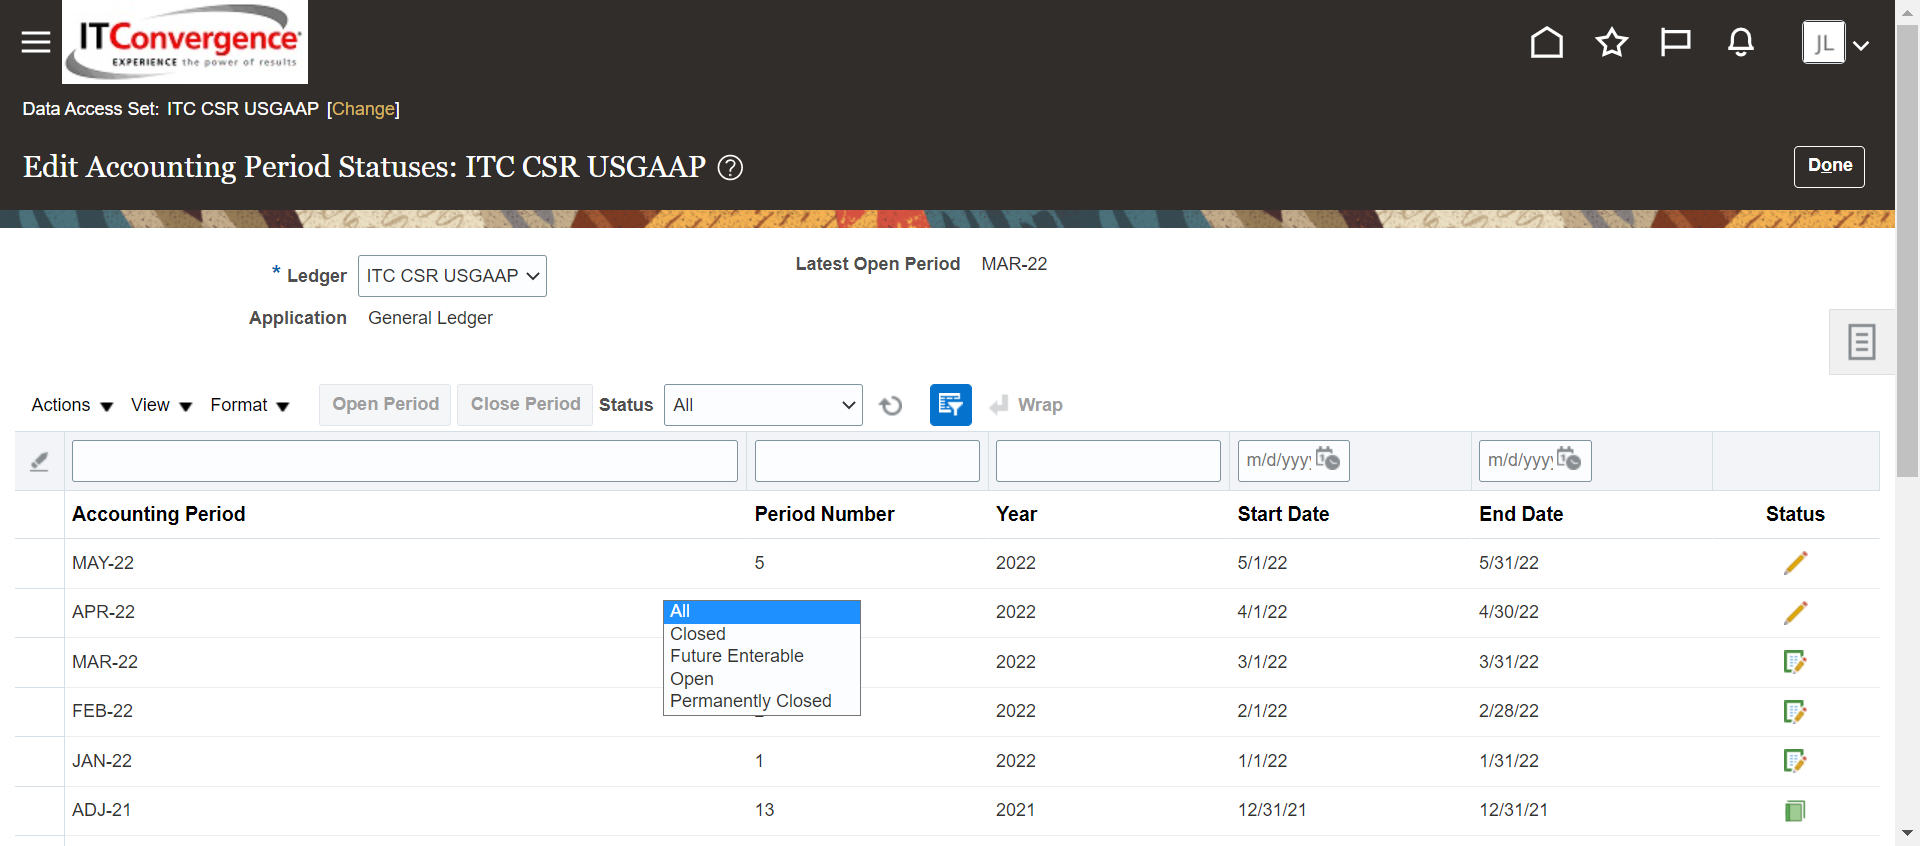 ITConvergence
EXPERIENCE the power of results
JL
Data Access Set: ITC CSR USGAAP [Change]
Edit Accounting Period Statuses: ITC CSR USGAAP ?
Done
* Ledger ITC CSR USGAAP
Latest Open Period MAR-22
Application General Ledger
Actions View Format Open Period Close Period Status All Wrap
m/d/yyyy m/d/yyyy
Accounting Period Period Number Year Start Date End Date Status
MAY-22 5 2022 5/1/22 5/31/22
APR-22 2022 4/1/22 4/30/22
All
Closed
Future Enterable
Open
Permanently Closed
MAR-22 2022 3/1/22 3/31/22
FEB-22 2022 2/1/22 2/28/22
JAN-22 1 2022 1/1/22 1/31/22
ADJ-21 13 2021 12/31/21 12/31/21